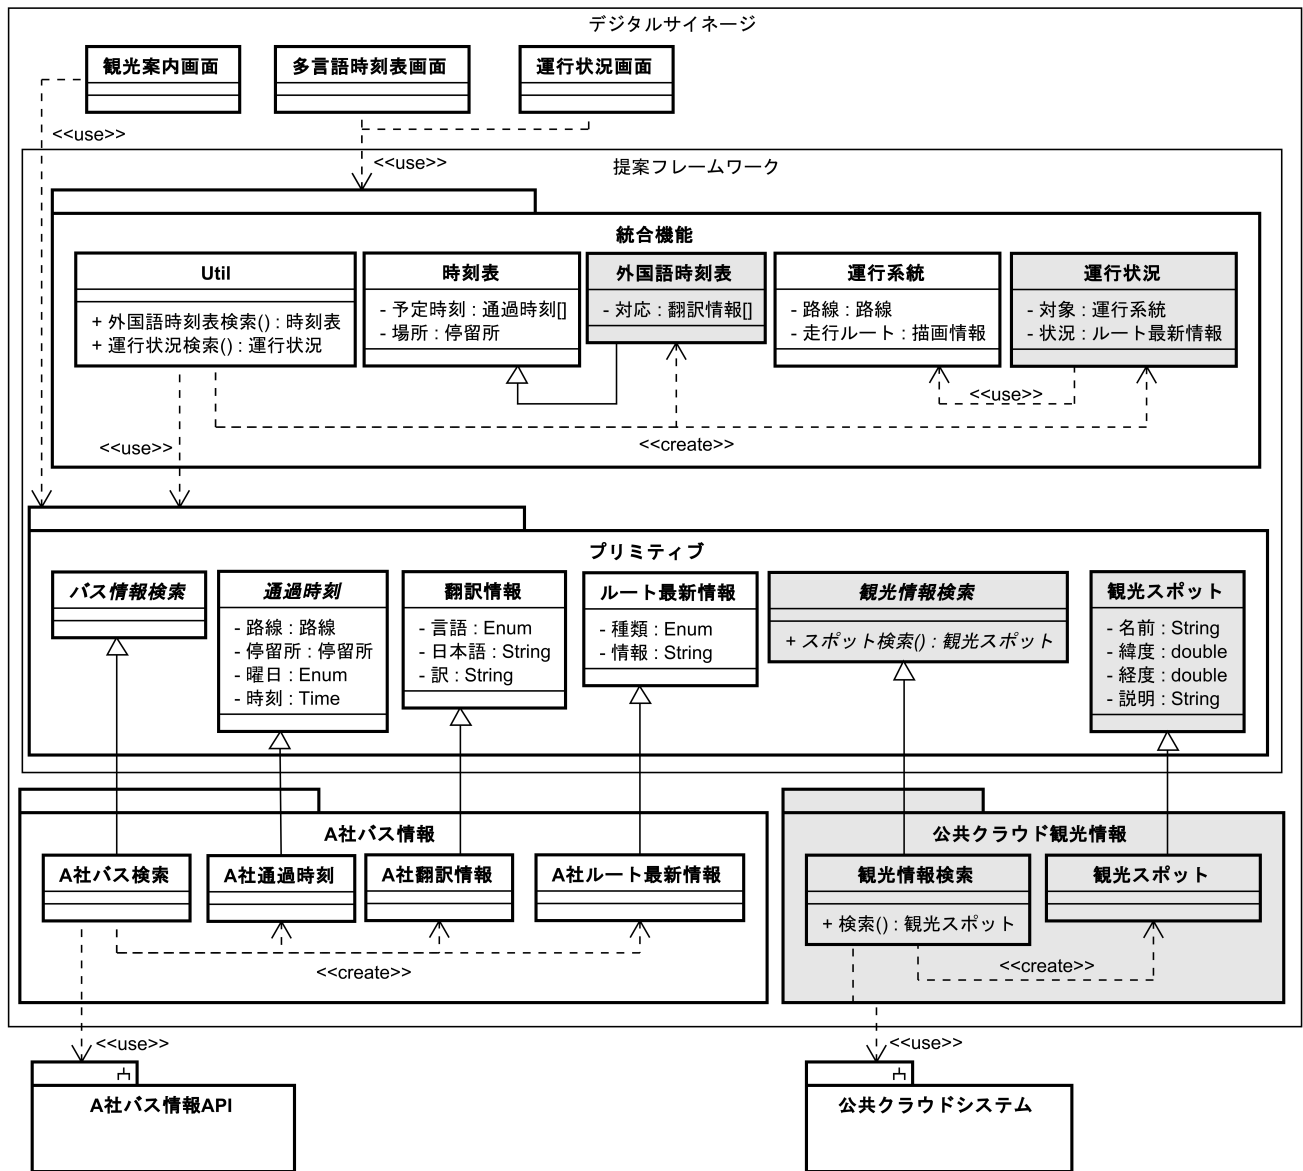 デジタルサイネージ
観光案内画面
多言語時刻表画面
運行状況画面
<<use>>
<<use>>
提案フレームワーク
統合機能
Util
+ 外国語時刻表検索() : 時刻表
+ 運行状況検索() : 運行状況
時刻表
- 予定時刻 : 通過時刻[]
- 場所 : 停留所
外国語時刻表
- 対応 : 翻訳情報[]
運行系統
- 路線 : 路線
- 走行ルート : 描画情報
運行状況
- 対象 : 運行系統
- 状況 : ルート最新情報
<<use>>
<<use>>
<<create>>
プリミティブ
バス情報検索
通過時刻
- 路線 : 路線
- 停留所 : 停留所
- 曜日 : Enum
- 時刻 : Time
翻訳情報
- 言語 : Enum
- 日本語 : String
- 訳 : String
ルート最新情報
- 種類 : Enum
- 情報 : String
観光情報検索
+ スポット検索() : 観光スポット
観光スポット
- 名前 : String
- 緯度 : double
- 経度 : double
- 説明 : String
A社バス情報
A社バス検索
A社通過時刻
A社翻訳情報
A社ルート最新情報
<<create>>
公共クラウド観光情報
観光情報検索
+ 検索() : 観光スポット
観光スポット
<<create>>
<<use>>
<<use>>
A社バス情報API
公共クラウドシステム